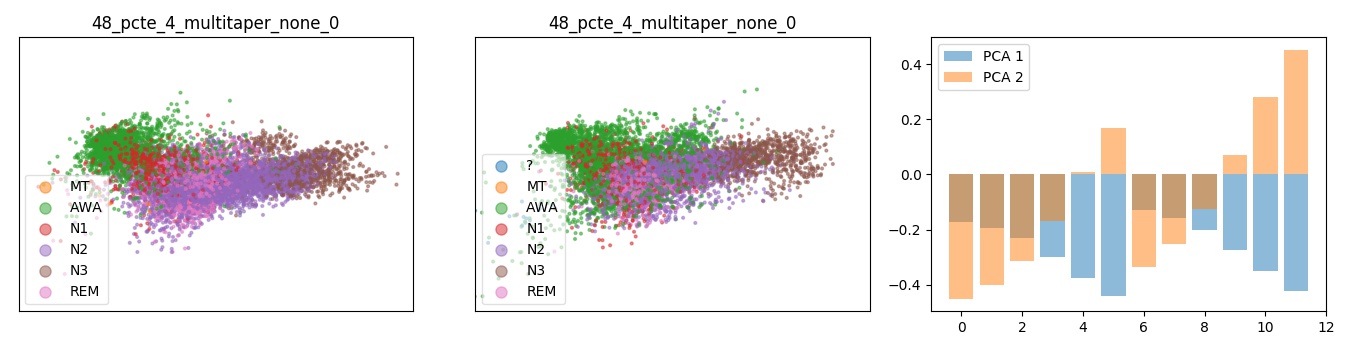 48_pcte_4_multitaper_none_0
MT
AWA
N1
N2
N3
REM
48_pcte_4_multitaper_none_0
?
MT
AWA
N1
N2
N3
REM
PCA 1
PCA 2
0.4
0.2
0.0
−0.2
−0.4
0 2 4 6 8 10 12